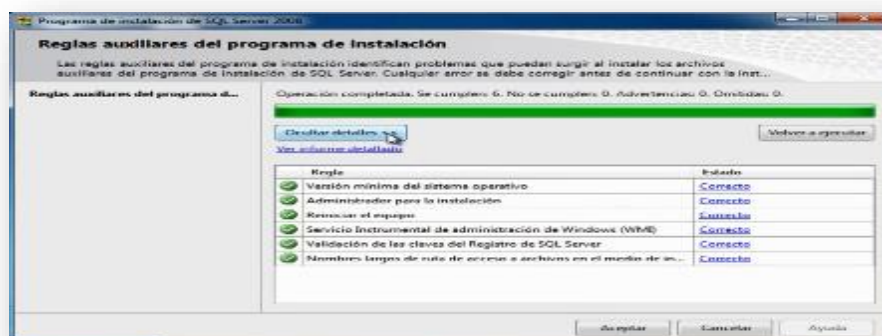 Programa de instalación de SQL Server 2008
Reglas auxiliares del programa de instalación
Las reglas auxiliares del programa de instalación identifican problemas que puedan surgir al instalar los archivos
auxiliares del programa de instalación de SQL Server. Cualquier error se debe corregir antes de continuar con la inst...
Reglas auxiliares del programa d...
Operación completada. Se cumplen: 6. No se cumplen: 0. Advertencias: 0. Omitidas: 0.
Ocultar detalles <<
Volver a ejecutar
Ver informe detallado
Regla Estado
Versión mínima del sistema operativo Correcto
Administrador para la instalación Correcto
Reiniciar el equipo Correcto
Servicio Instrumental de administración de Windows (WMI) Correcto
Validación de las claves del Registro de SQL Server Correcto
Nombres largos de ruta de acceso a archivos en el medio de in... Correcto
Aceptar Cancelar Ayuda